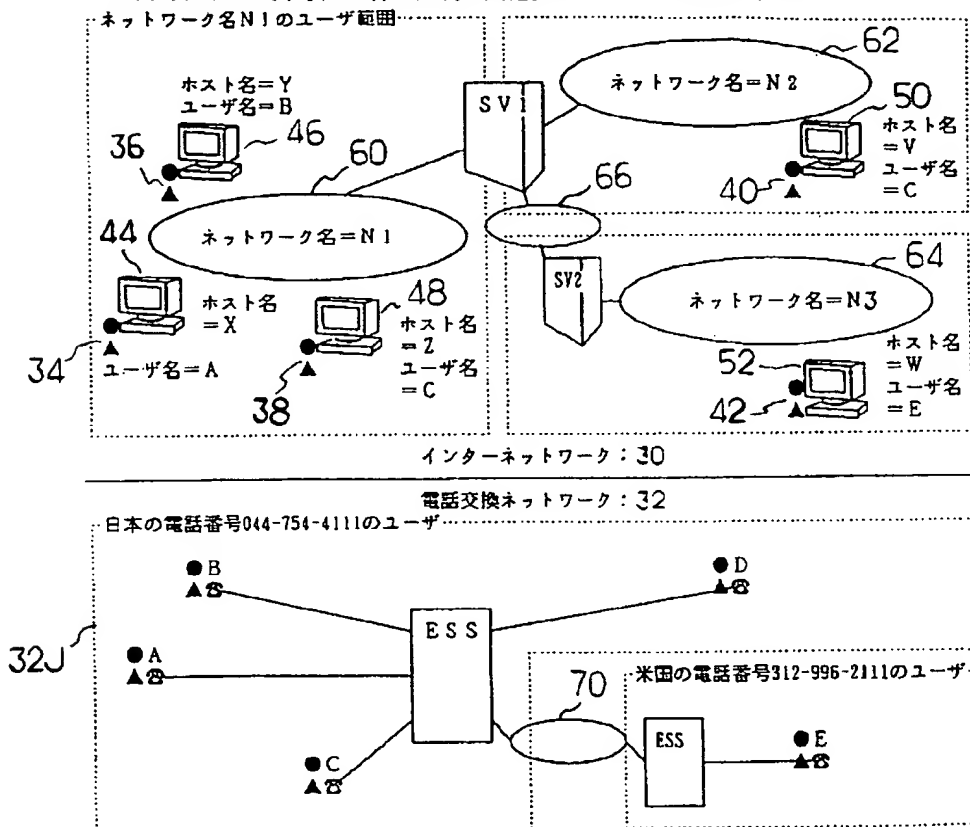 ネットワーク名N1のユーザ範囲
ホスト名=Y
ユーザ名=B
46
36
60
ネットワーク名=N1
44
ホスト名
=X
34
ユーザ名=A
48
ホスト名
=Z
ユーザ名
=C
38
SV1
66
62
ネットワーク名=N2
50
ホスト名
=V
ユーザ名
=C
40
SV2
64
ネットワーク名=N3
52
ホスト名
=W
ユーザ名
=E
42
インターネットワーク:30
電話交換ネットワーク:32
日本の電話番号044-754-4111のユーザ
32J
B
A
C
ESS
D
70
米国の電話番号312-996-2111のユーザ
ESS
E